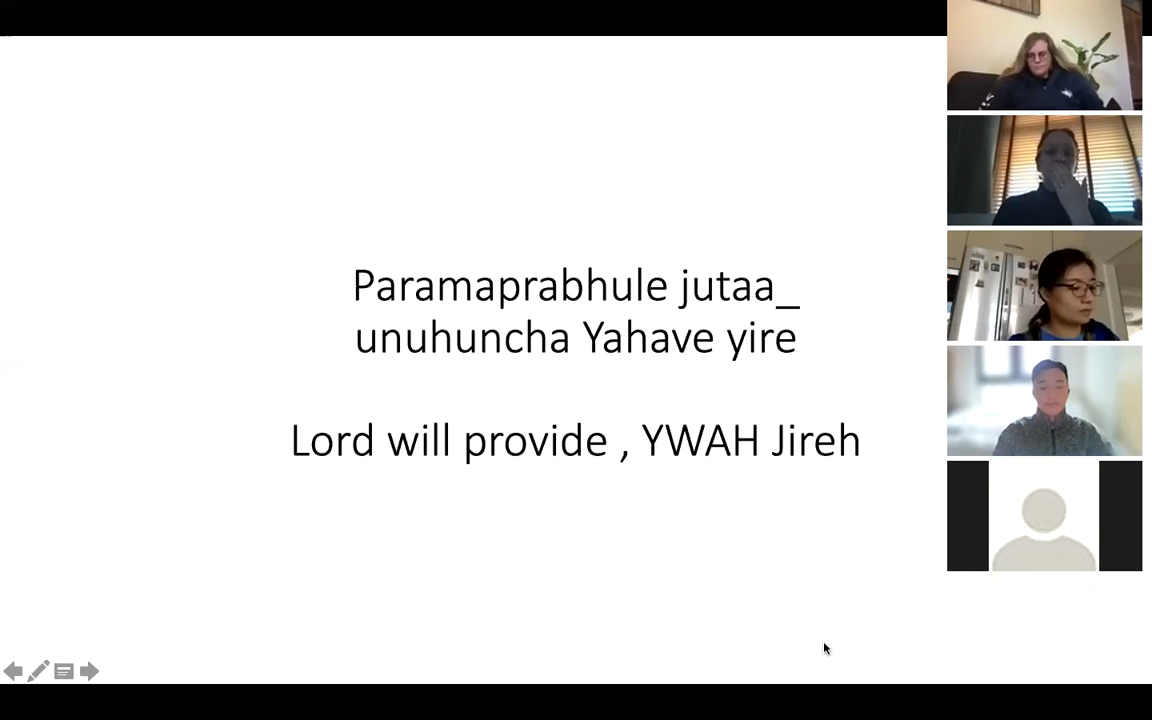 Paramaprabhule jutaa_
unuhuncha Yahave yire
Lord will provide , YWAH Jireh